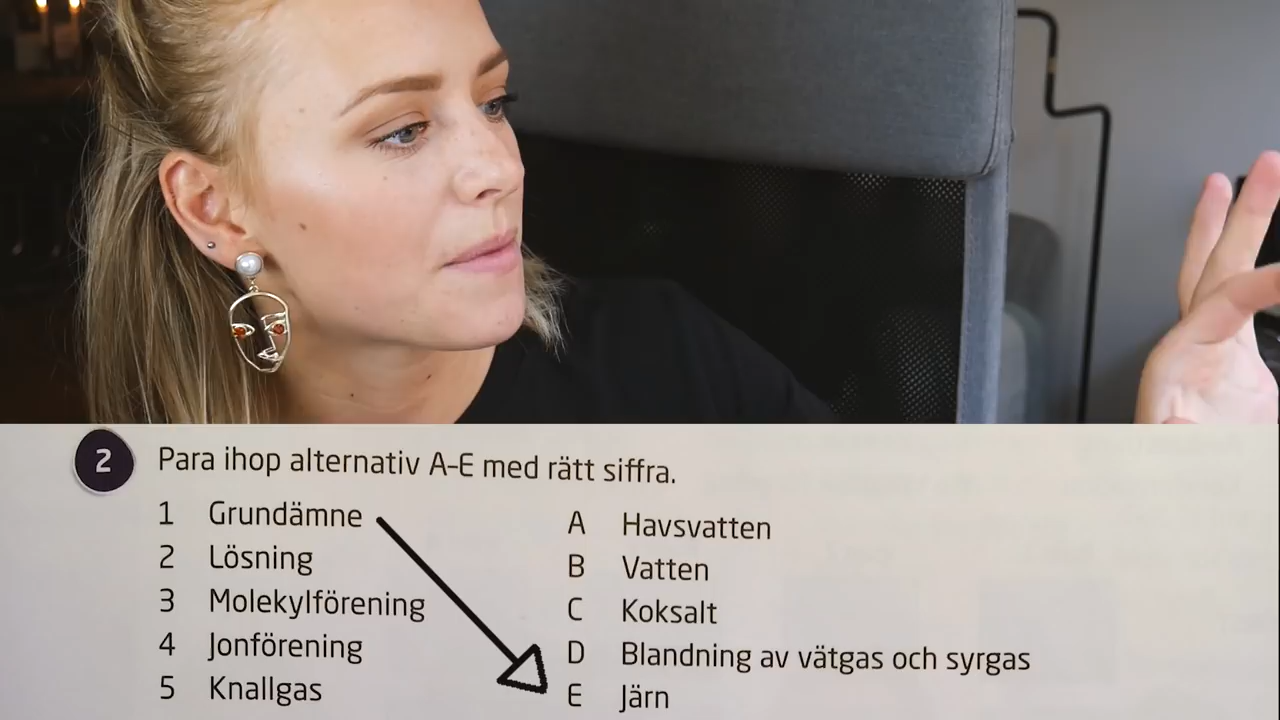 2 Para ihop alternativ A–E med rätt siffra.
1 Grundämne
2 Lösning
3 Molekylförening
4 Jonförening
5 Knallgas
A Havsvatten
B Vatten
C Koksalt
D Blandning av vätgas och syrgas
E Järn